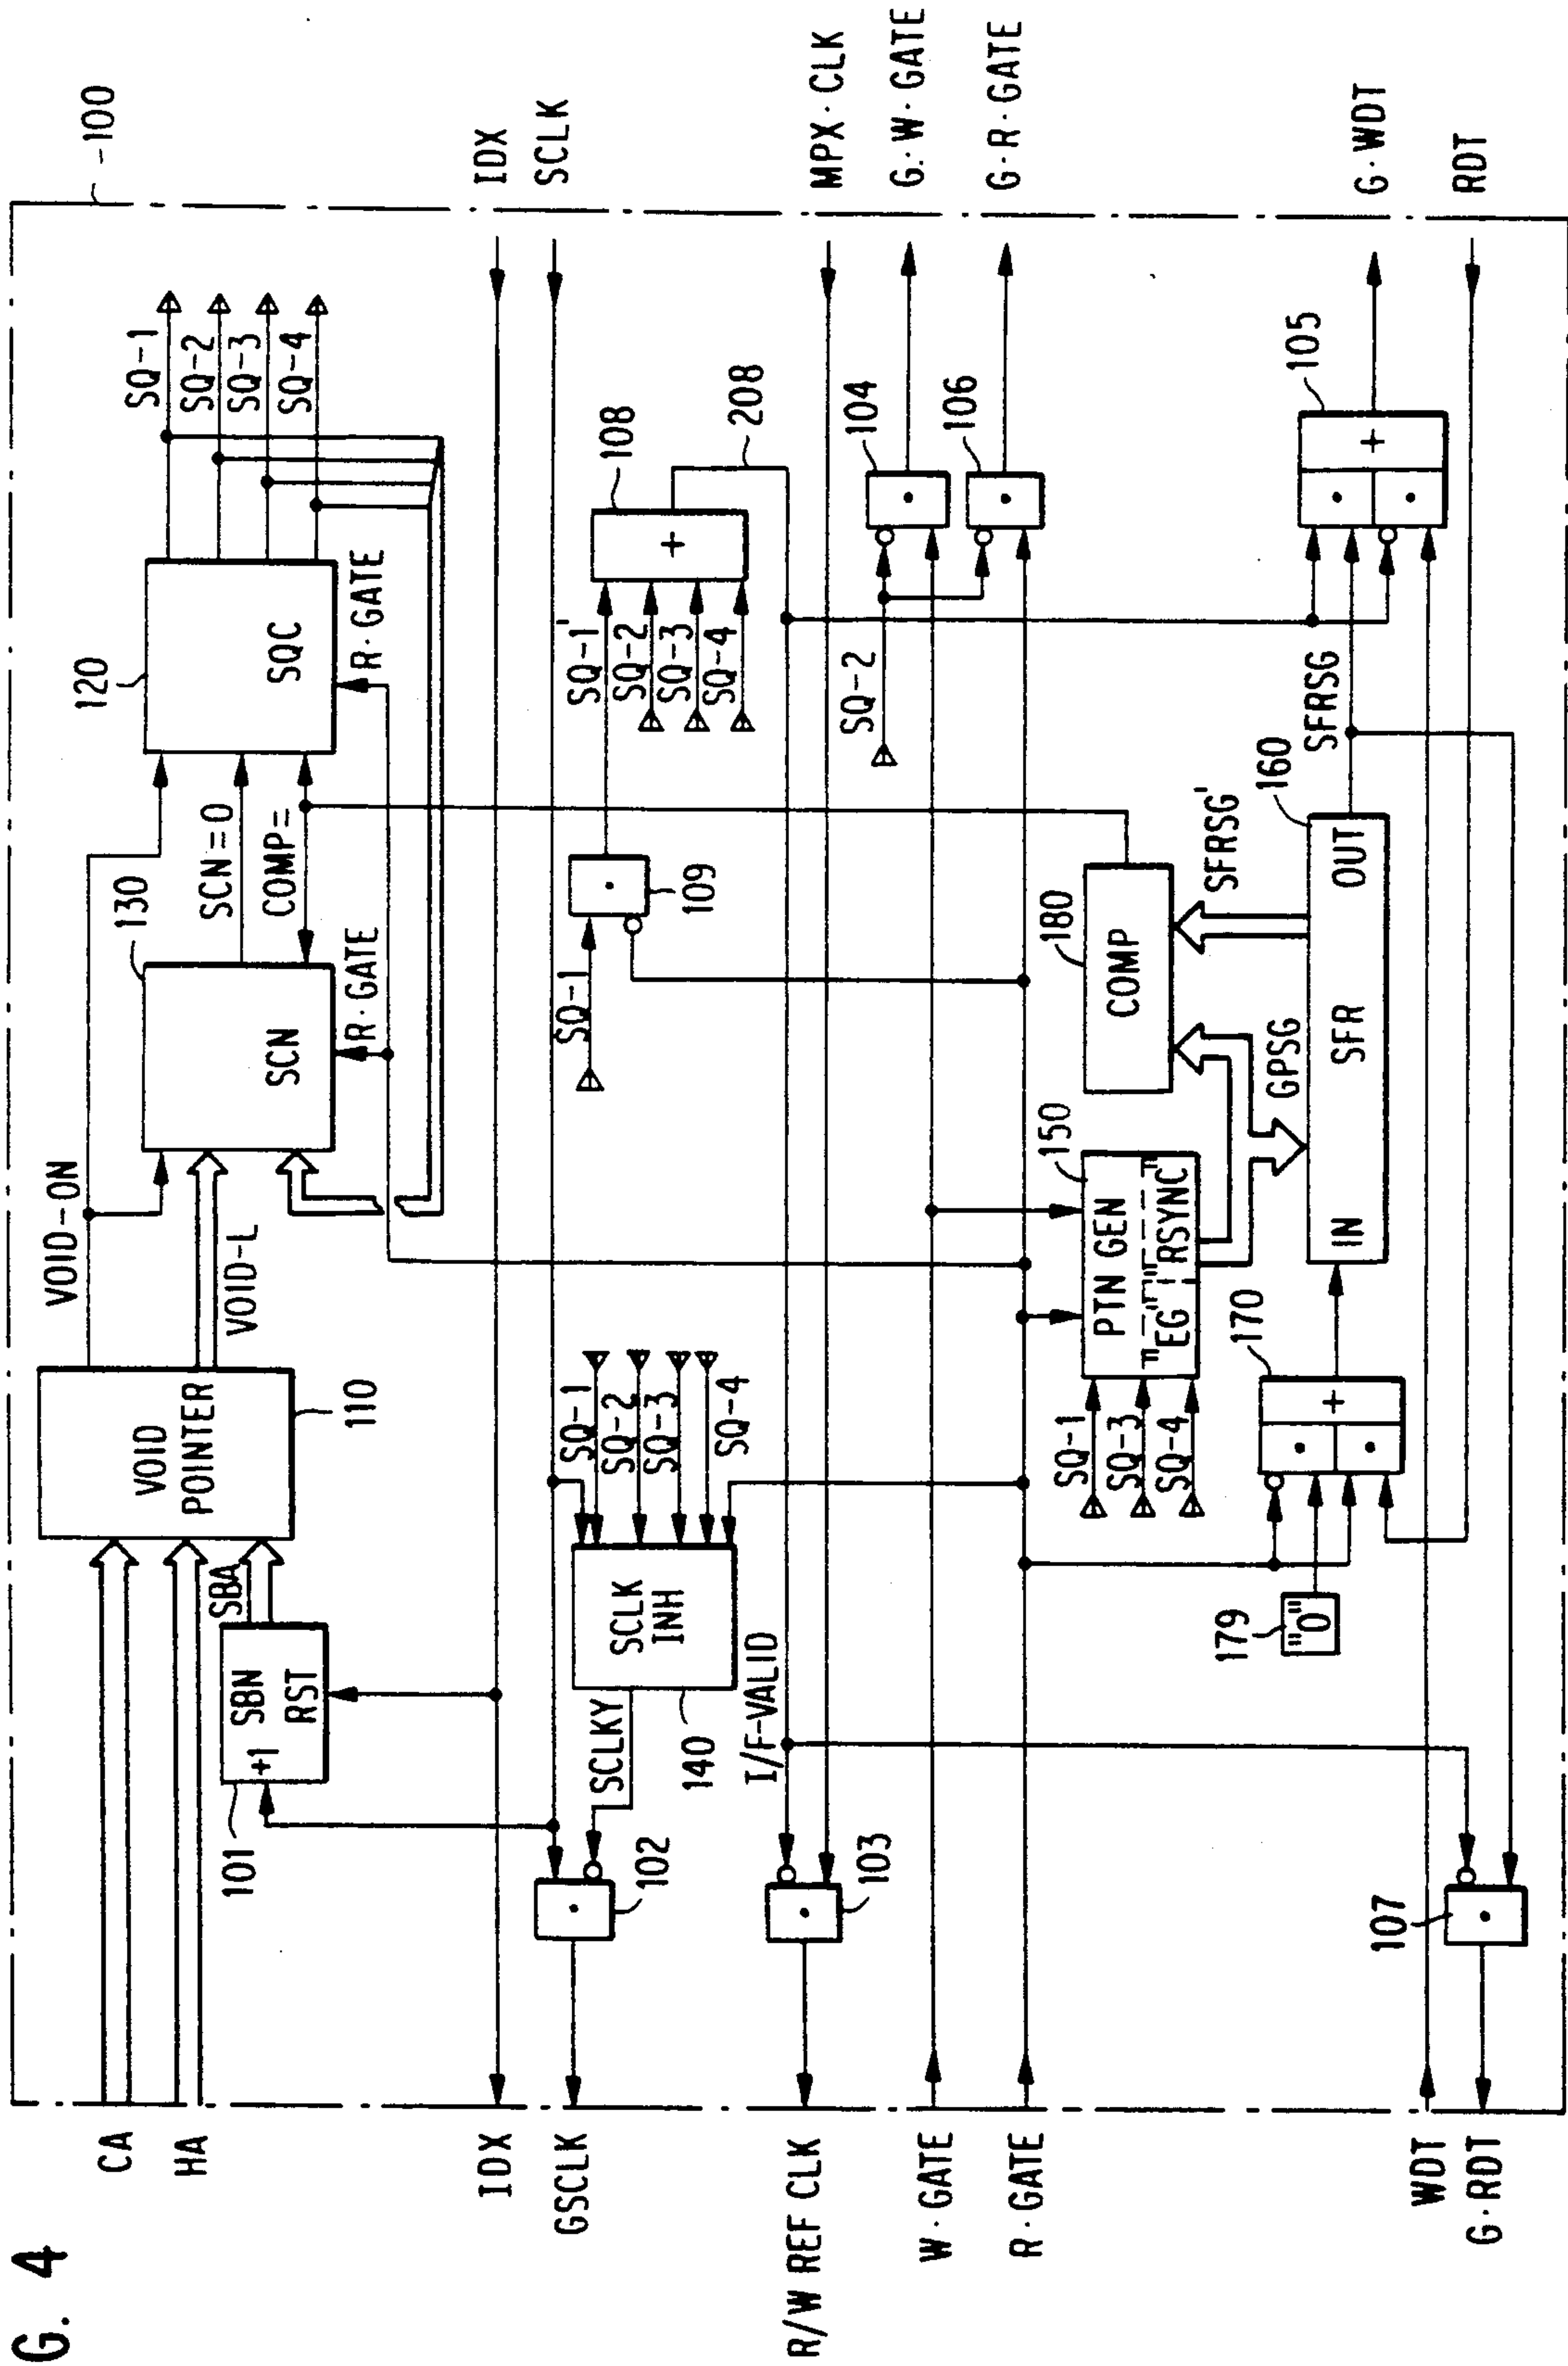 G. 4
100
CA
HA
VOID POINTER
110
SBA
101
SBN
+1
RST
VOID-ON
VOID-L
130
SCN
R·GATE
SCN=0
COMP=
120
SQC
R·GATE
SQ-1
SQ-2
SQ-3
SQ-4
IDX
IDX
SCLK
GSCLK
102
SCLKY
140
SCLK INH
SQ-1
SQ-2
SQ-3
SQ-4
SQ-1
109
SQ-1'
SQ-2
SQ-3
SQ-4
+
108
208
I/F-VALID
R/W REF CLK
103
MPX·CLK
W·GATE
R·GATE
SQ-2
104
106
G·W·GATE
G·R·GATE
SQ-1
SQ-3
SQ-4
150
PTN GEN
"EG" "RSYNC"
180
COMP
GPSG
SFRSG'
179
"0"
170
+
IN
SFR
OUT
160
SFRSG
105
+
G·WDT
RDT
WDT
G·RDT
107